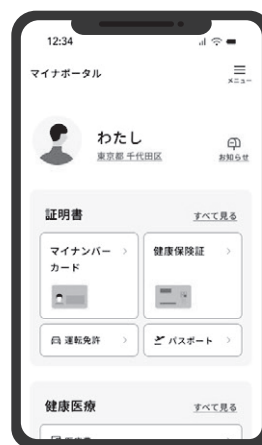 12:34
マイナポータル
メニュー
わたし
東京都 千代田区
お知らせ
証明書 すべて見る
マイナンバーカード
健康保険証
運転免許
パスポート
健康医療 すべて見る